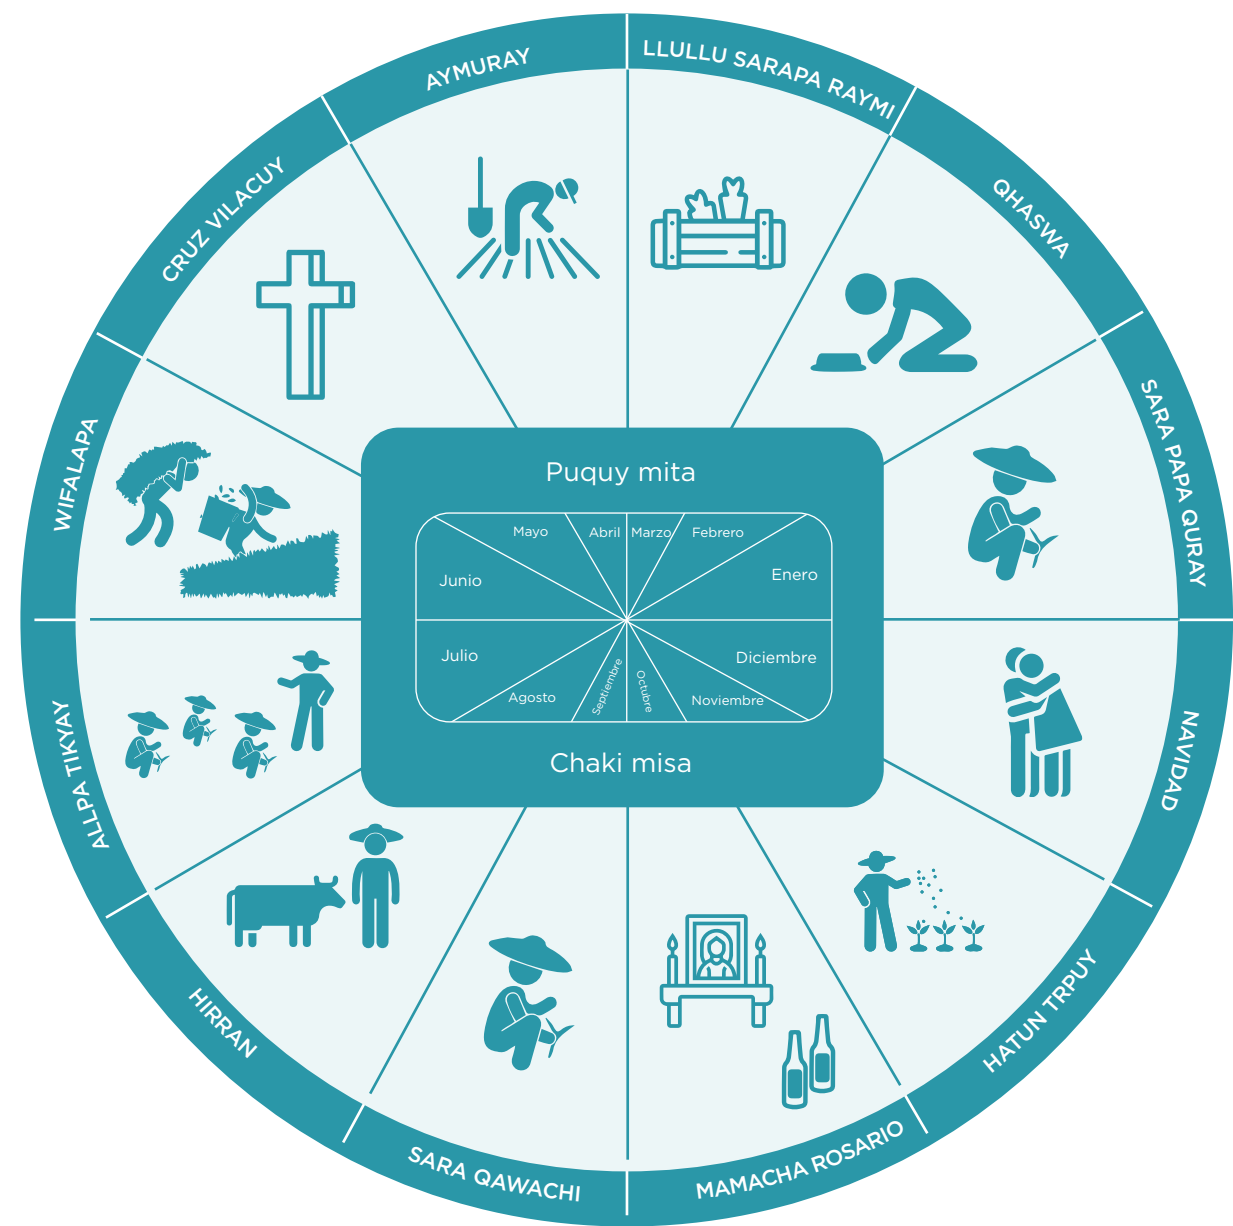 AYMURAY
LLULLU SARAPA RAYMI
QHASWA
SARA PAPA QURAY
NAVIDAD
HATUN TRPUY
MAMACHA ROSARIO
SARA QAWACHI
HIRRAN
ALLPA TIKYAY
WIFALAPA
CRUZ VILACUY
Puquy mita
Mayo
Abril
Marzo
Febrero
Junio
Enero
Julio
Diciembre
Agosto
Septiembre
Octubre
Noviembre
Chaki misa